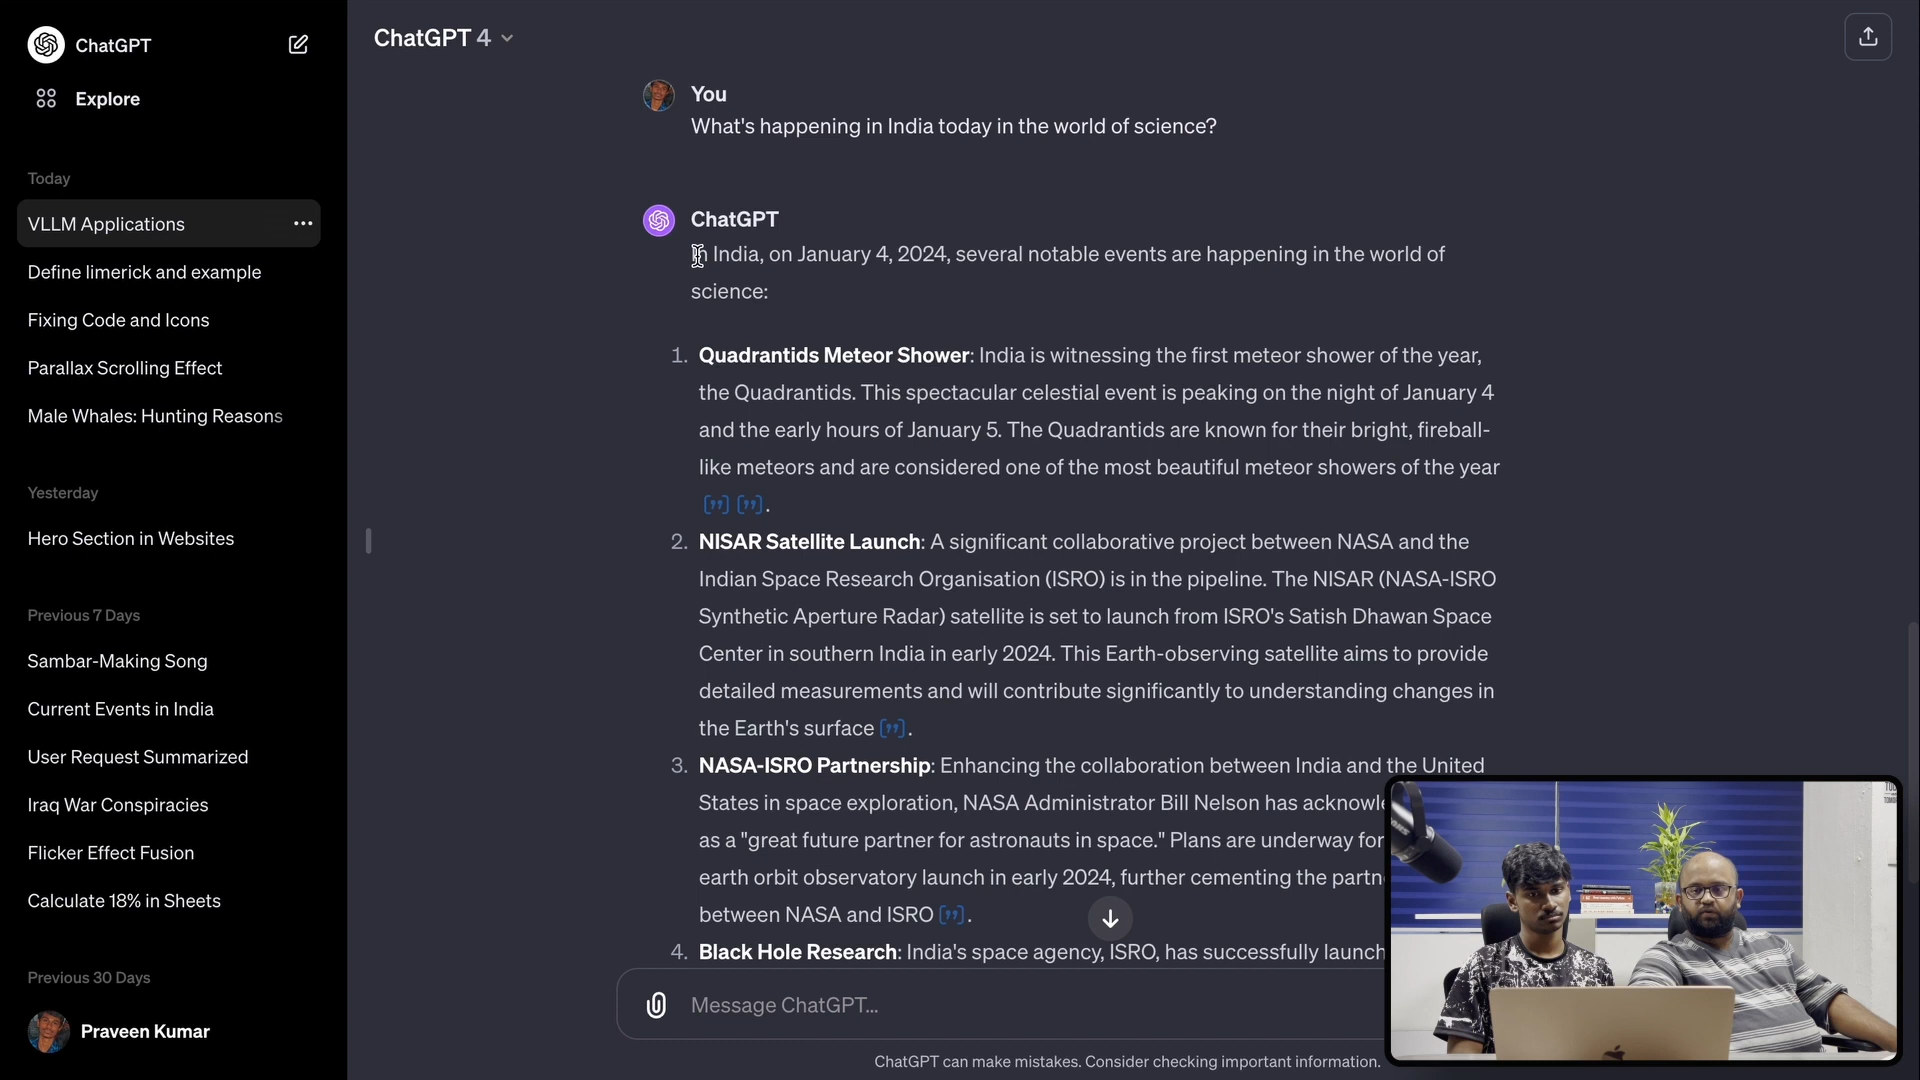 ChatGPT
Explore
Today
VLLM Applications
Define limerick and example
Fixing Code and Icons
Parallax Scrolling Effect
Male Whales: Hunting Reasons
Yesterday
Hero Section in Websites
Previous 7 Days
Sambar-Making Song
Current Events in India
User Request Summarized
Iraq War Conspiracies
Flicker Effect Fusion
Calculate 18% in Sheets
Previous 30 Days
Praveen Kumar
ChatGPT 4
You
What's happening in India today in the world of science?
ChatGPT
In India, on January 4, 2024, several notable events are happening in the world of
science:
1. Quadrantids Meteor Shower: India is witnessing the first meteor shower of the year,
the Quadrantids. This spectacular celestial event is peaking on the night of January 4
and the early hours of January 5. The Quadrantids are known for their bright, fireball-
like meteors and are considered one of the most beautiful meteor showers of the year
.
2. NISAR Satellite Launch: A significant collaborative project between NASA and the
Indian Space Research Organisation (ISRO) is in the pipeline. The NISAR (NASA-ISRO
Synthetic Aperture Radar) satellite is set to launch from ISRO's Satish Dhawan Space
Center in southern India in early 2024. This Earth-observing satellite aims to provide
detailed measurements and will contribute significantly to understanding changes in
the Earth's surface .
3. NASA-ISRO Partnership: Enhancing the collaboration between India and the United
States in space exploration, NASA Administrator Bill Nelson has acknowle
as a "great future partner for astronauts in space." Plans are underway for
earth orbit observatory launch in early 2024, further cementing the partn
between NASA and ISRO .
4. Black Hole Research: India's space agency, ISRO, has successfully launch
Message ChatGPT...
ChatGPT can make mistakes. Consider checking important information.